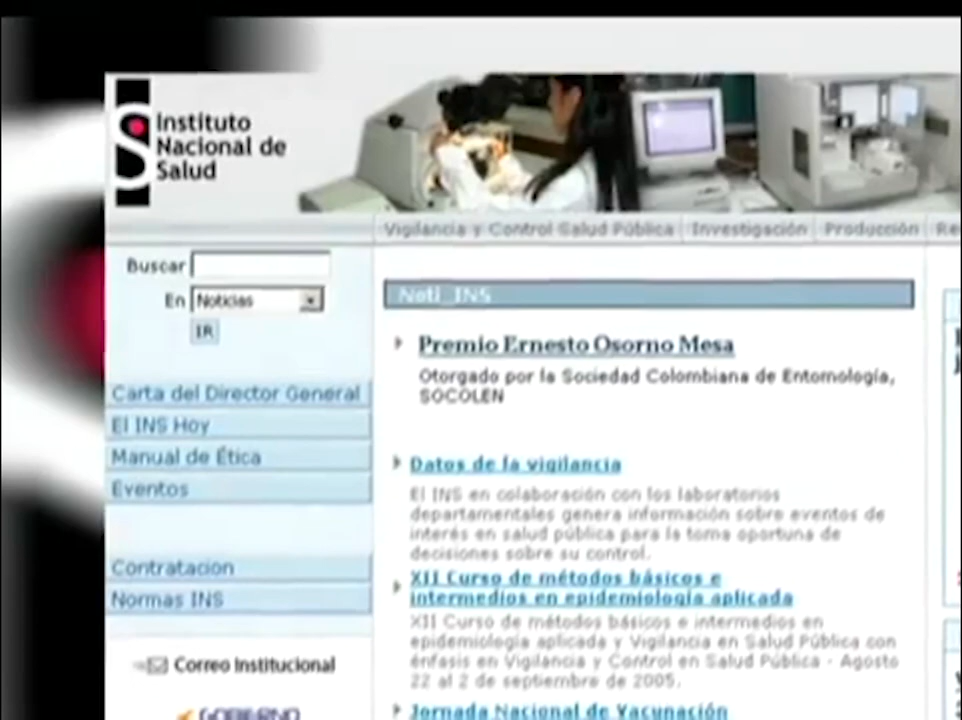 Instituto
Nacional de
Salud
Vigilancia y Control Salud Pública Investigación Producción
Buscar
En Noticias
IR
Noti_INS
Premio Ernesto Osorno Mesa
Otorgado por la Sociedad Colombiana de Entomología,
SOCOLEN
Carta del Director General
El INS Hoy
Manual de Ética
Eventos
Datos de la vigilancia
El INS en colaboración con los laboratorios
departamentales genera información sobre eventos de
interés en salud pública para la toma oportuna de
decisiones sobre su control.
Contratacion
Normas INS
XII Curso de métodos básicos e
intermedios en epidemiología aplicada
XII Curso de métodos básicos e intermedios en
epidemiología aplicada y Vigilancia en Salud Pública con
énfasis en Vigilancia y Control en Salud Pública - Agosto
22 al 2 de septiembre de 2005.
Correo Institucional
GOBIERNO
Jornada Nacional de Vacunación